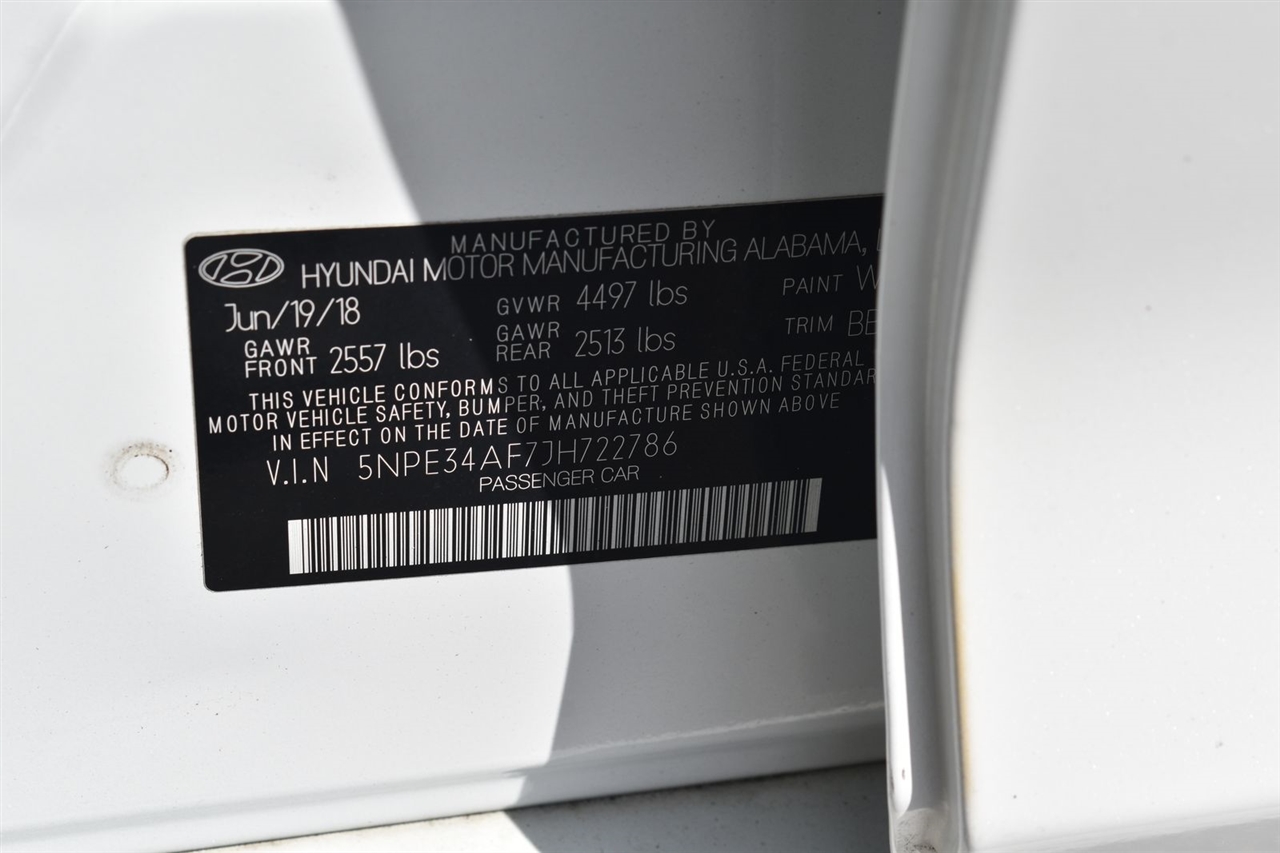 MANUFACTURED BY
HYUNDAI MOTOR MANUFACTURING ALABAMA,
Jun/19/18 GVWR 4497 lbs PAINT W
GAWR FRONT 2557 lbs GAWR REAR 2513 lbs TRIM BE
THIS VEHICLE CONFORMS TO ALL APPLICABLE U.S.A. FEDERAL
MOTOR VEHICLE SAFETY, BUMPER, AND THEFT PREVENTION STANDAR
IN EFFECT ON THE DATE OF MANUFACTURE SHOWN ABOVE
V.I.N 5NPE34AF7JH722786
PASSENGER CAR